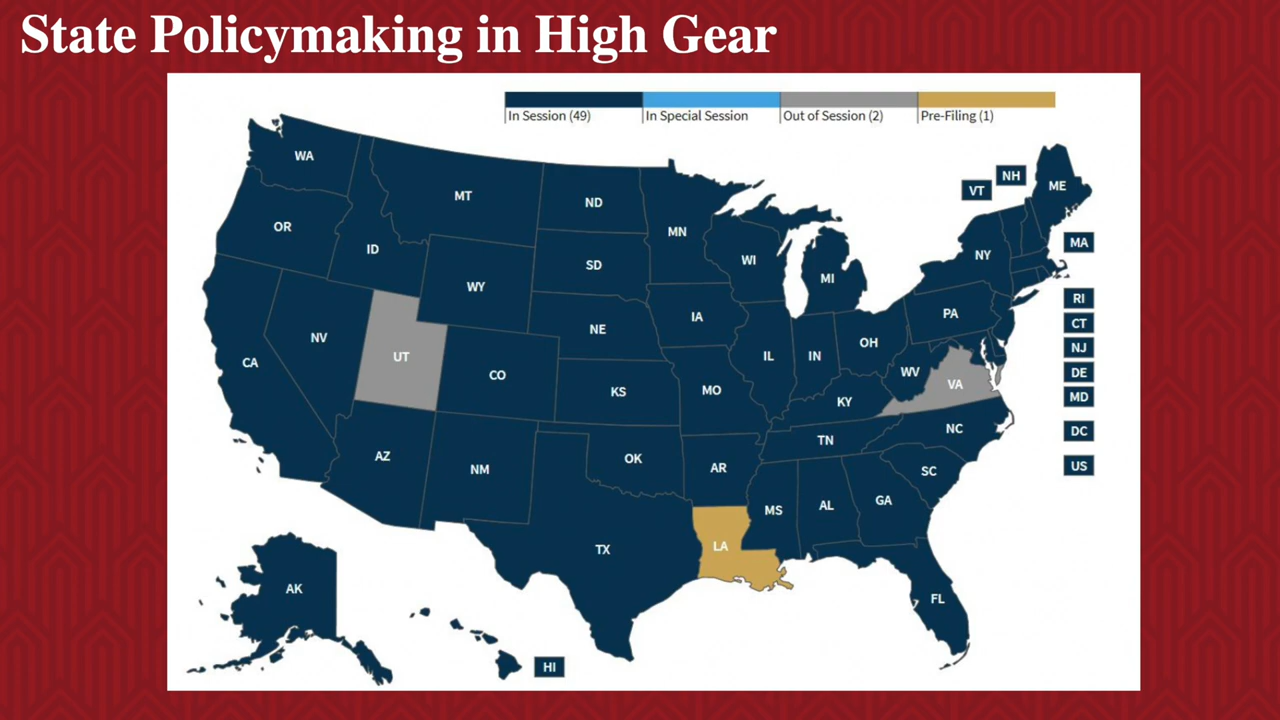 State Policymaking in High Gear
In Session (49)
In Special Session
Out of Session (2)
Pre-Filing (1)
WA
MT
ND
MN
VT
NH
ME
OR
ID
SD
WI
MI
NY
MA
WY
NV
UT
CO
NE
IA
PA
RI
CT
NJ
DE
MD
DC
US
CA
KS
MO
IL
IN
OH
WV
VA
KY
AZ
NM
OK
AR
TN
NC
SC
MS
AL
GA
TX
LA
FL
AK
HI